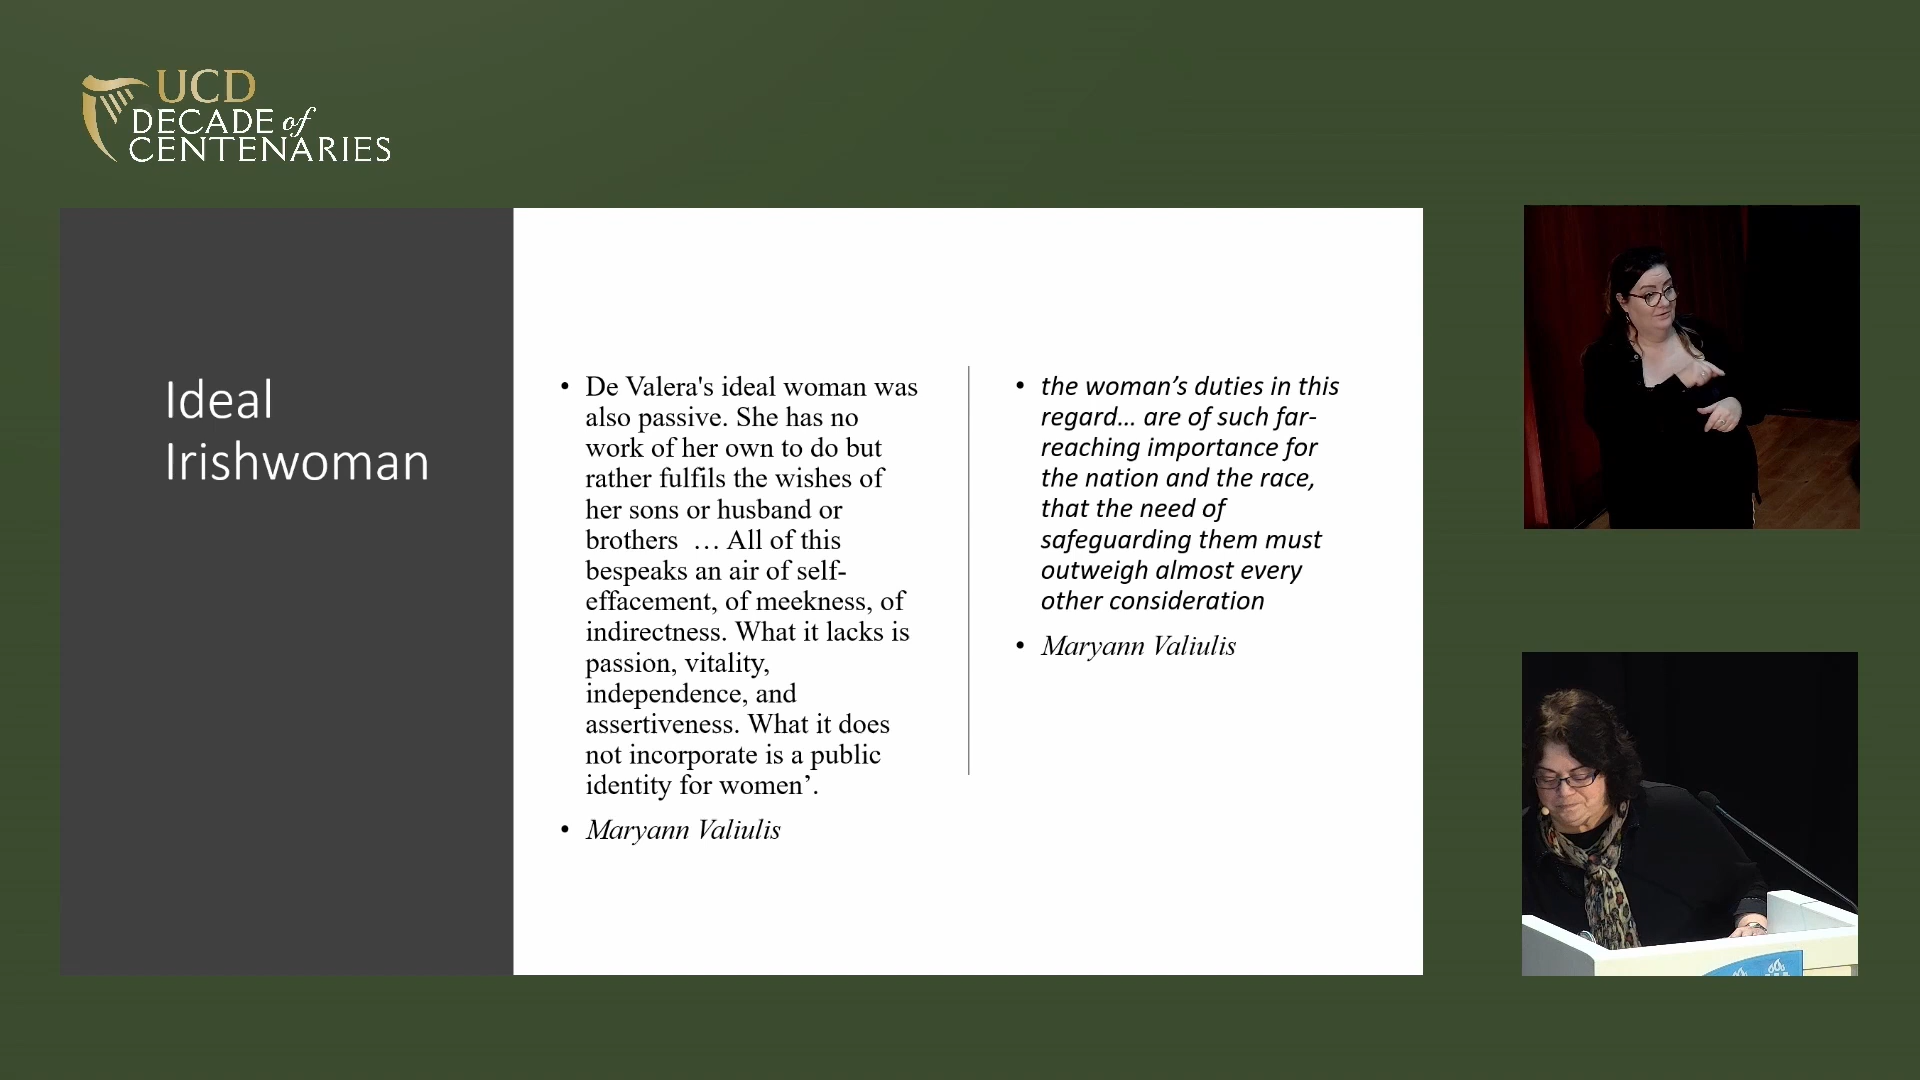 UCD
DECADE of
CENTENARIES
Ideal
Irishwoman
• De Valera's ideal woman was
also passive. She has no
work of her own to do but
rather fulfils the wishes of
her sons or husband or
brothers … All of this
bespeaks an air of self-
effacement, of meekness, of
indirectness. What it lacks is
passion, vitality,
independence, and
assertiveness. What it does
not incorporate is a public
identity for women’.
• Maryann Valiulis
• the woman’s duties in this
regard… are of such far-
reaching importance for
the nation and the race,
that the need of
safeguarding them must
outweigh almost every
other consideration
• Maryann Valiulis